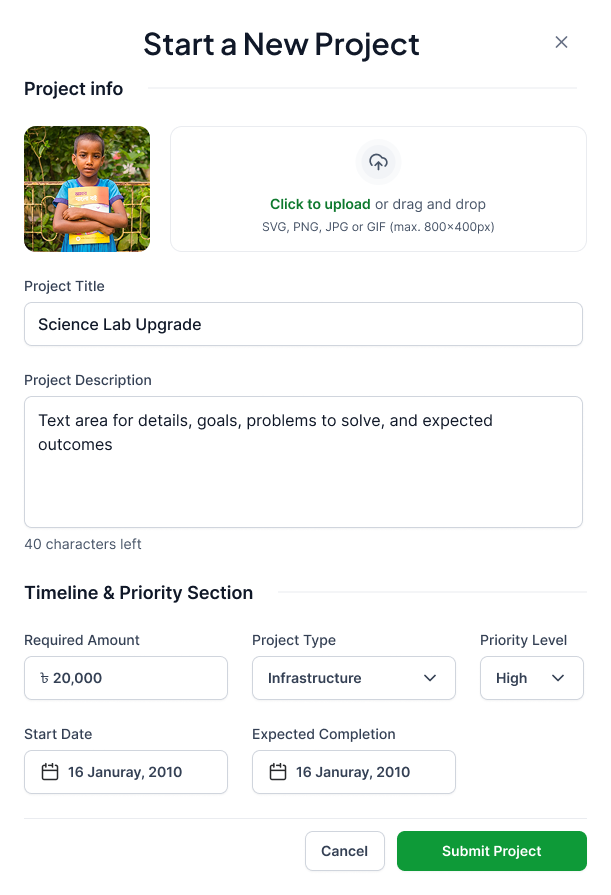 Start a New Project
Project info
Click to upload or drag and drop
SVG, PNG, JPG or GIF (max. 800×400px)
Project Title
Science Lab Upgrade
Project Description
Text area for details, goals, problems to solve, and expected
outcomes
40 characters left
Timeline & Priority Section
Required Amount
Project Type
Priority Level
৳ 20,000
Infrastructure
High
Start Date
Expected Completion
16 Januray, 2010
16 Januray, 2010
Cancel
Submit Project